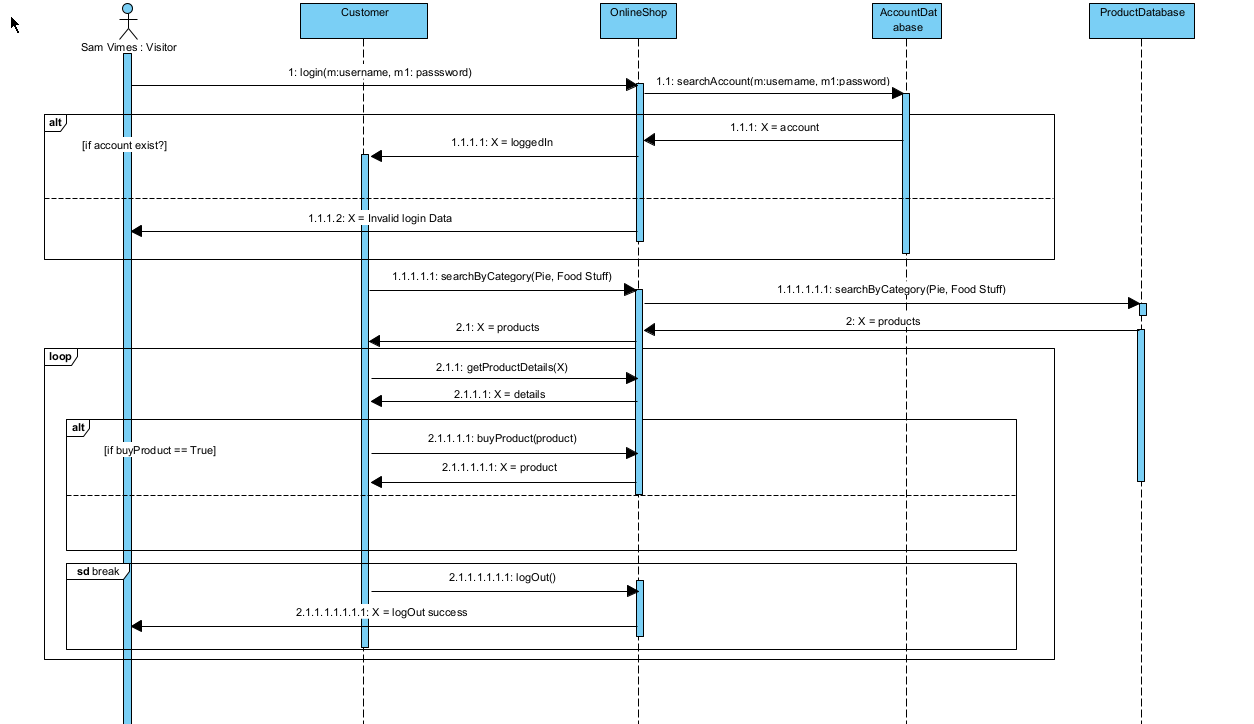 Customer
OnlineShop
AccountDat
abase
ProductDatabase
Sam Vimes : Visitor
1: login(m:username, m1: passsword)
1.1: searchAccount(m:username, m1:password)
alt
1.1.1: X = account
[if account exist?]
1.1.1.1: X = loggedIn
1.1.1.2: X = Invalid login Data
1.1.1.1.1: searchByCategory(Pie, Food Stuff)
1.1.1.1.1.1: searchByCategory(Pie, Food Stuff)
2: X = products
2.1: X = products
loop
2.1.1: getProductDetails(X)
2.1.1.1: X = details
alt
2.1.1.1.1: buyProduct(product)
[if buyProduct == True]
2.1.1.1.1.1: X = product
sd break
2.1.1.1.1.1.1: logOut()
2.1.1.1.1.1.1.1: X = logOut success